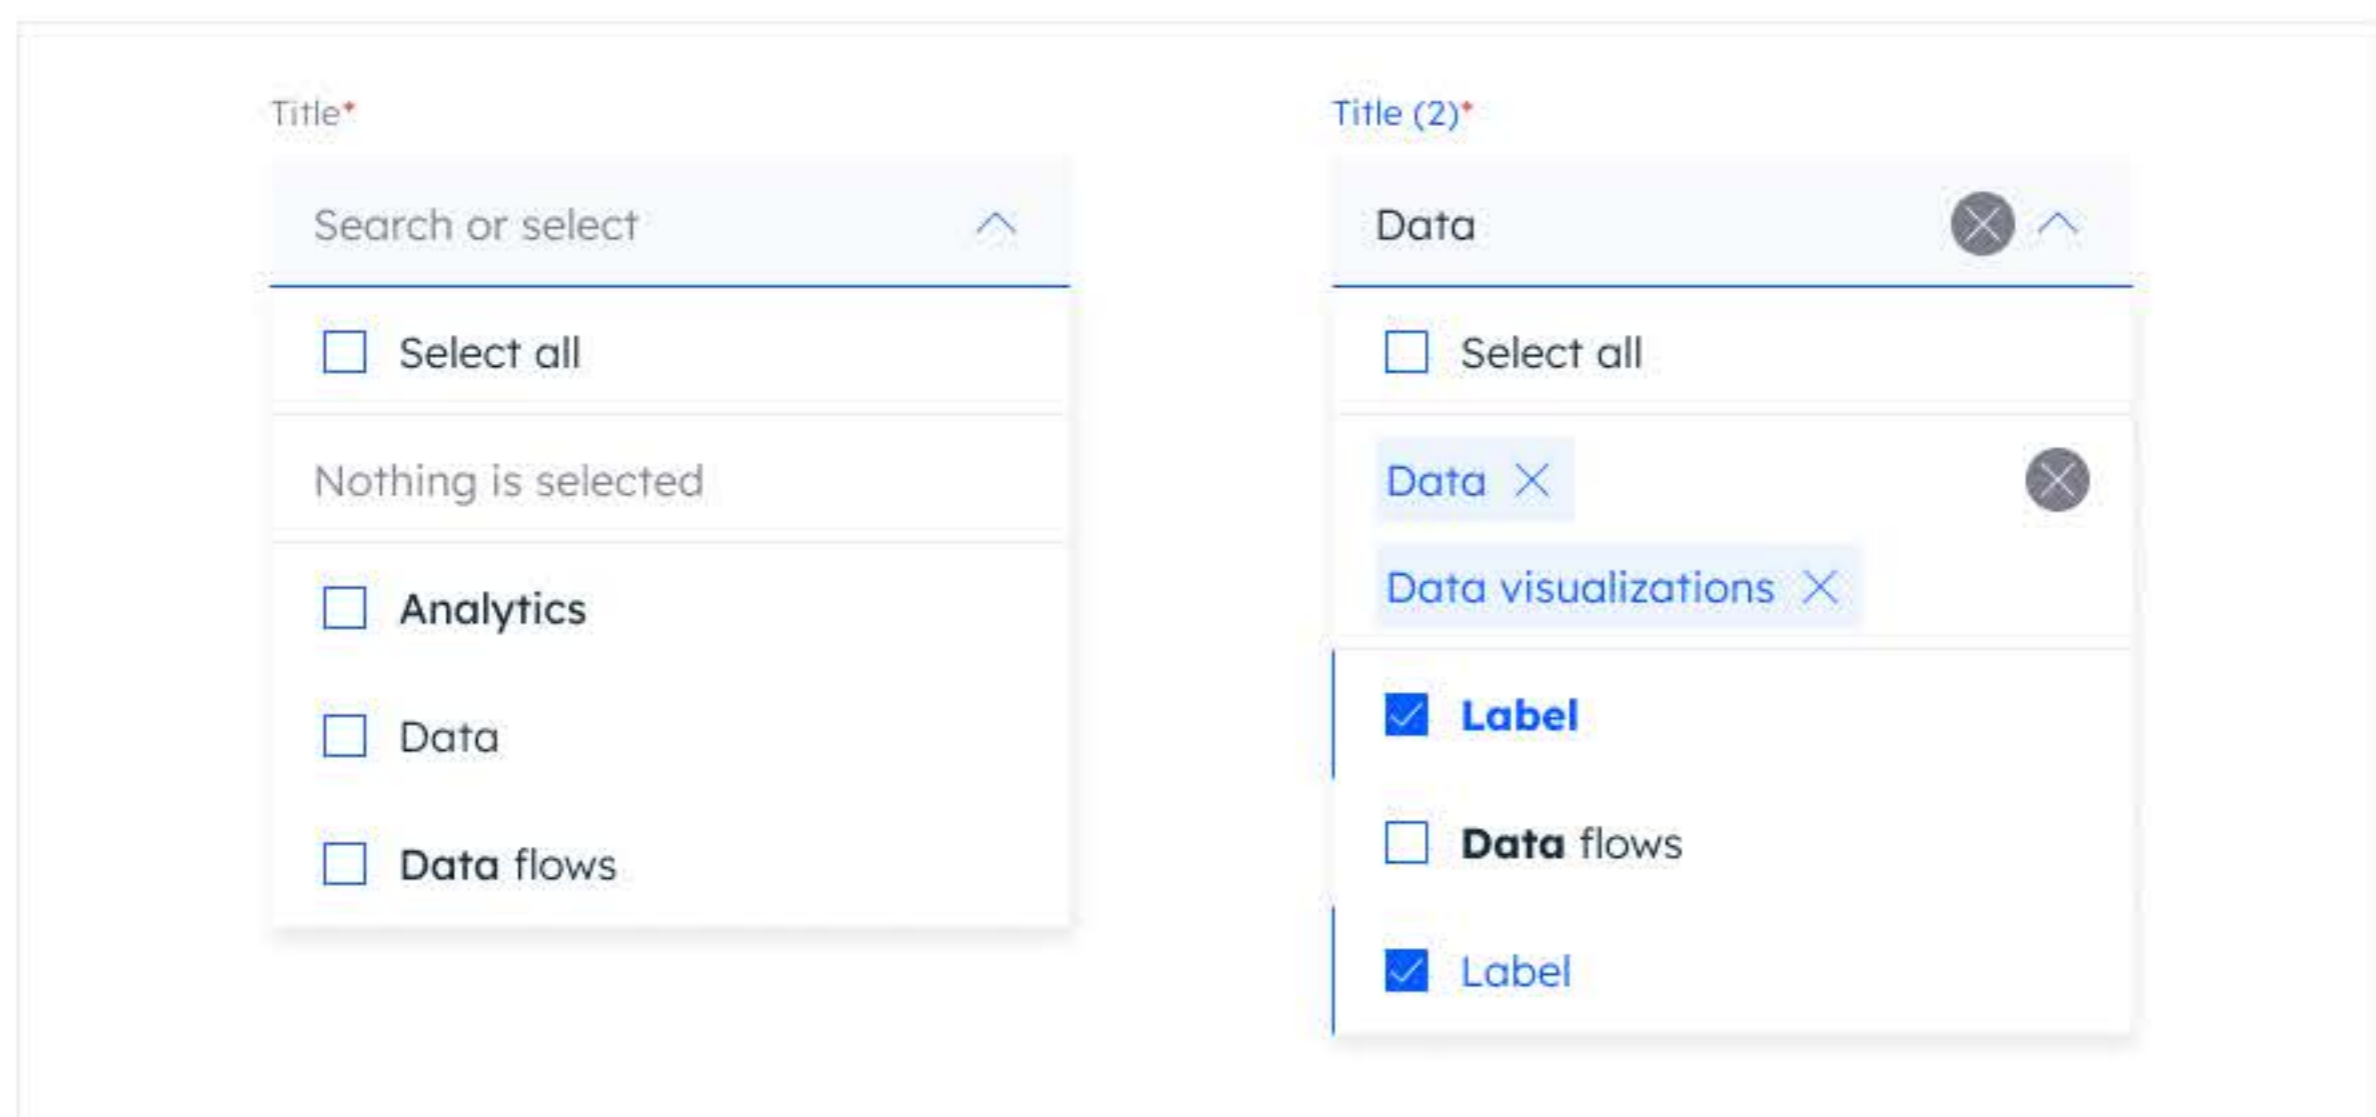 Title*
Search or select
Select all
Nothing is selected
Analytics
Data
Data flows
Title (2)*
Data
Select all
Data
Data visualizations
Label
Data flows
Label